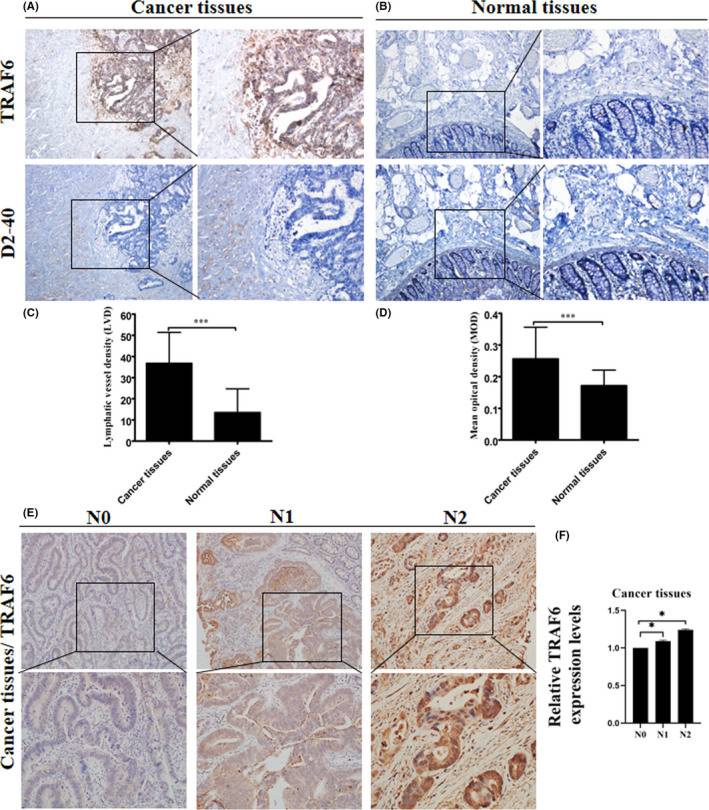 (A) Cancer tissues
(B) Normal tissues
TRAF6
D2-40
(C)
Lymphatic vessel density (LVD)
60
50
40
30
20
10
0
***
Cancer tissues
Normal tissues
(D)
Mean opitcal density (MOD)
0.4
0.3
0.2
0.1
0.0
***
Cancer tissues
Normal tissues
(E)
N0
N1
N2
Cancer tissues/ TRAF6
(F)
Cancer tissues
Relative TRAF6
expression levels
1.5
1.0
0.5
0.0
*
*
N0
N1
N2